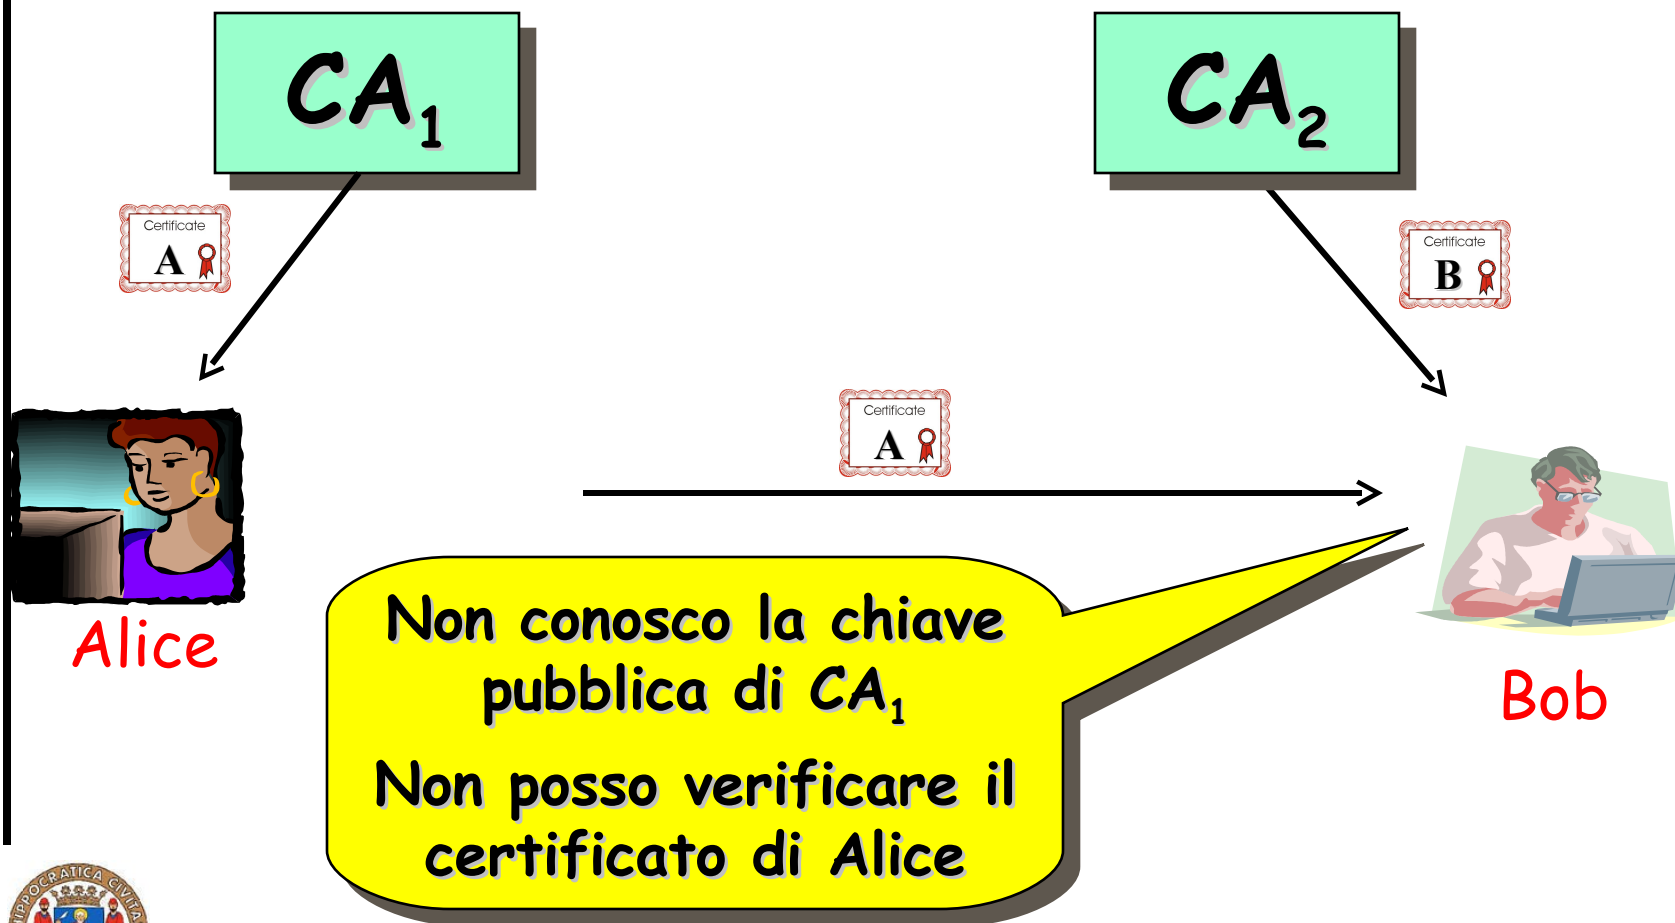 CA1
CA2
Certificate
A
Certificate
B
Certificate
A
Alice
Non conosco la chiave
pubblica di CA1
Non posso verificare il
certificato di Alice
Bob